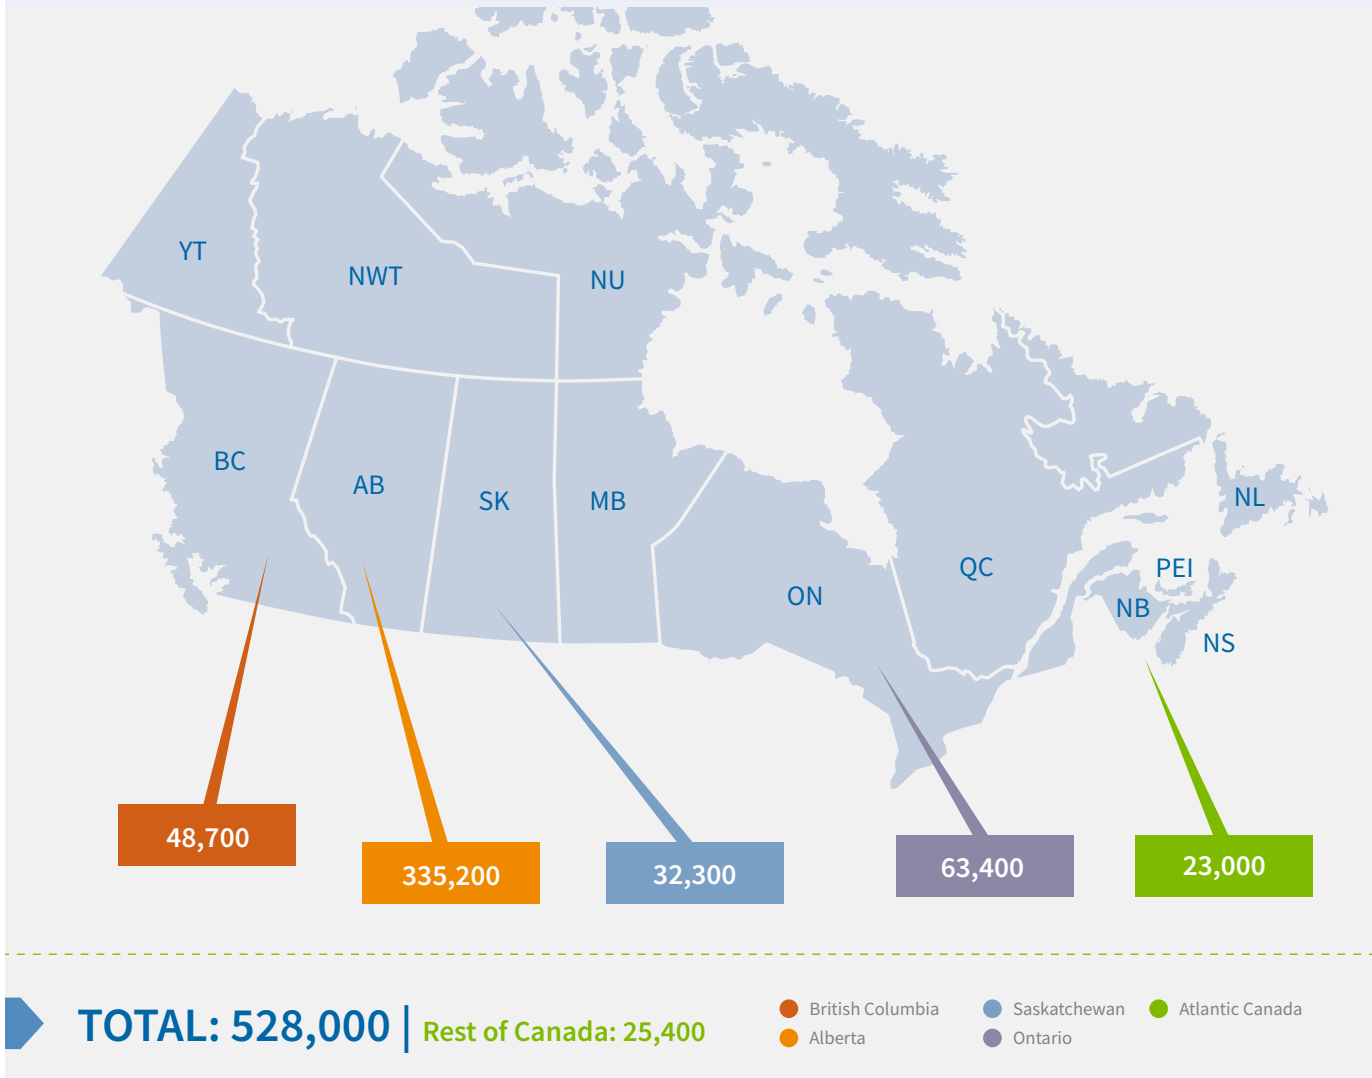 YT
NWT
NU
BC
AB
SK
MB
ON
QC
NL
PEI
NB
NS
48,700
335,200
32,300
63,400
23,000
TOTAL: 528,000 | Rest of Canada: 25,400
British Columbia
Alberta
Saskatchewan
Ontario
Atlantic Canada